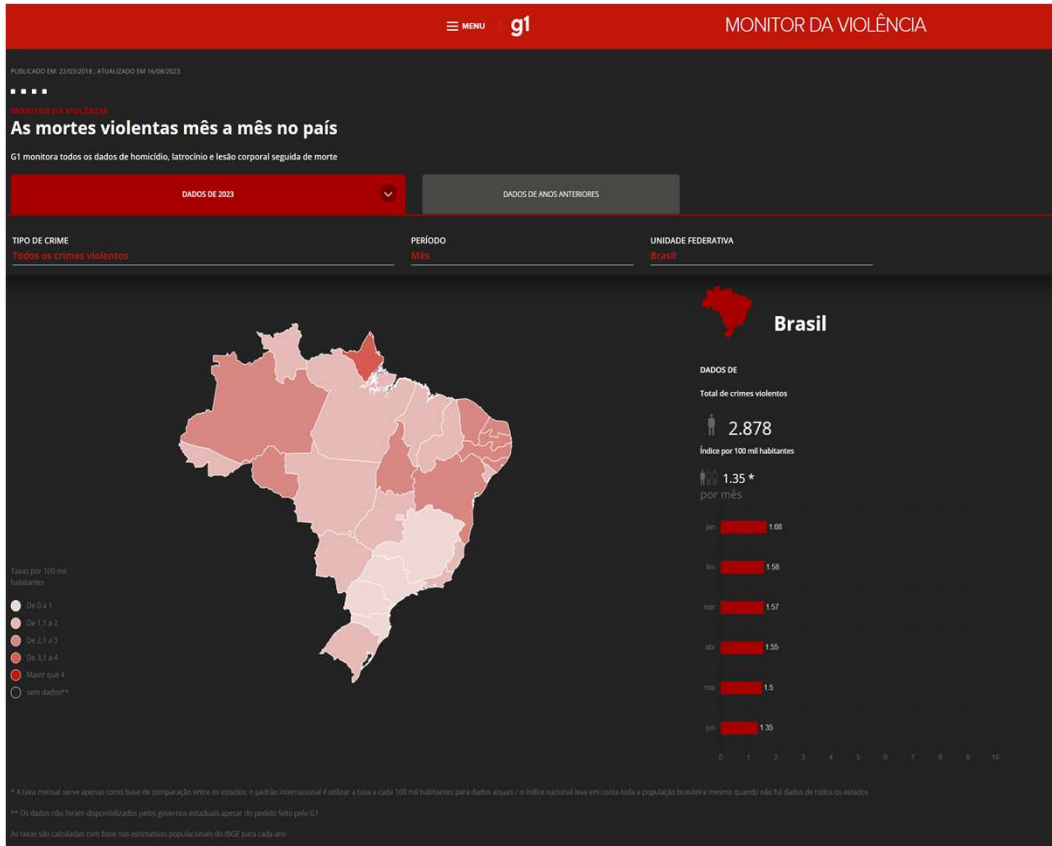 MENU
g1
MONITOR DA VIOLÊNCIA
PUBLICADO EM: 22/03/2018 ; ATUALIZADO EM 16/08/2023
MONITOR DA VIOLÊNCIA
As mortes violentas mês a mês no país
G1 monitora todos os dados de homicídio, latrocínio e lesão corporal seguida de morte
DADOS DE 2023
DADOS DE ANOS ANTERIORES
TIPO DE CRIME
Todos os crimes violentos
PERÍODO
Mês
UNIDADE FEDERATIVA
Brasil
Brasil
DADOS DE
Total de crimes violentos
2.878
Índice por 100 mil habitantes
1.35 *
por mês
jan 1.68
fev 1.58
mar 1.57
abr 1.55
mai 1.5
jun 1.35
0 1 2 3 4 5 6 7 8 9 10
Taxas por 100 mil
habitantes
De 0 a 1
De 1,1 a 2
De 2,1 a 3
De 3,1 a 4
Maior que 4
sem dados**
* A taxa mensal serve apenas como base de comparação entre os estados; o padrão internacional é utilizar a taxa a cada 100 mil habitantes para dados anuais / o índice nacional leva em conta toda a população brasileira mesmo quando não há dados de todos os estados
** Os dados não foram disponibilizados pelos governos estaduais apesar do pedido feito pelo G1
As taxas são calculadas com base nas estimativas populacionais do IBGE para cada ano